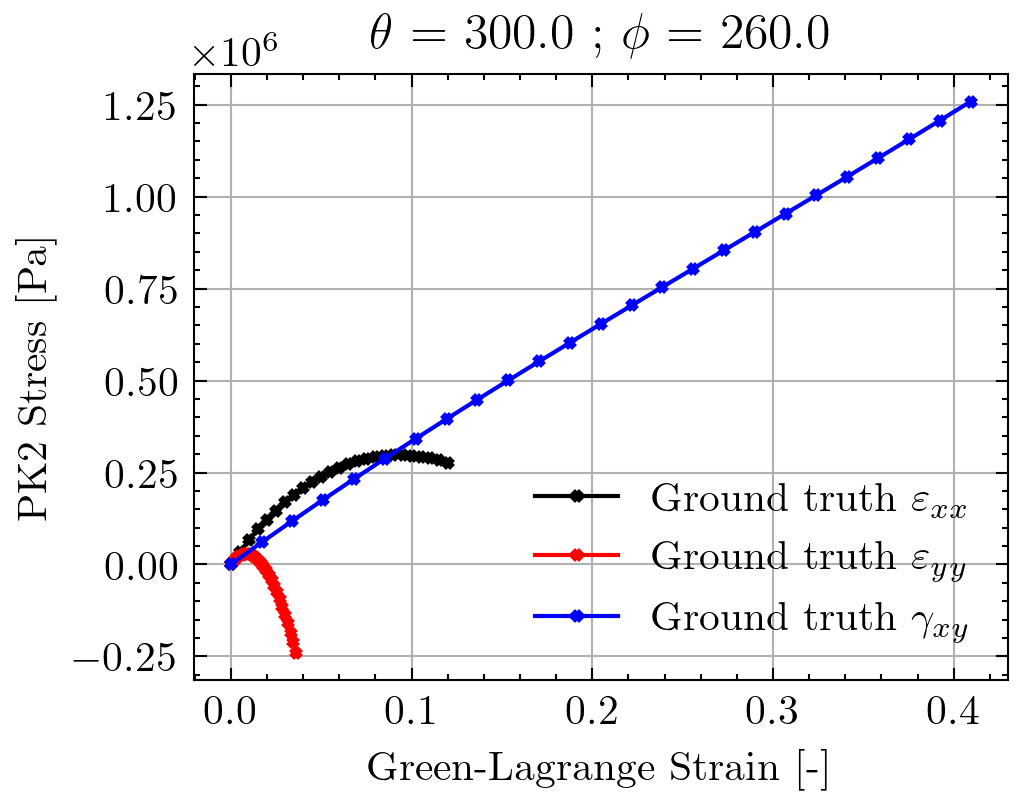 θ = 300.0 ; ϕ = 260.0
×10⁶
1.25
1.00
0.75
0.50
0.25
0.00
−0.25
PK2 Stress [Pa]
Ground truth εₓₓ
Ground truth ε_yy
Ground truth γ_xy
0.0 0.1 0.2 0.3 0.4
Green-Lagrange Strain [-]